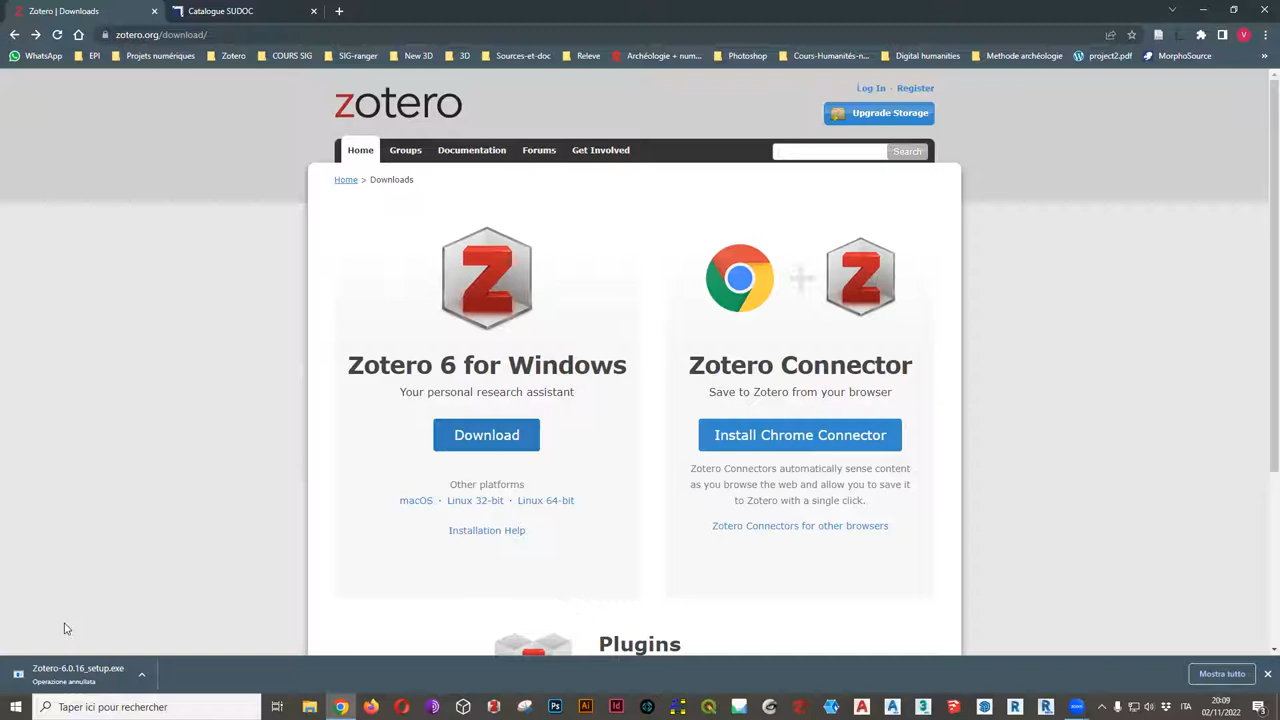 Zotero | Downloads
Catalogue SUDOC
zotero.org/download/
V
WhatsApp
EPI
Projets numériques
Zotero
COURS SIG
SIG-ranger
New 3D
3D
Sources-et-doc
Releve
Archéologie + num...
Photoshop
Cours-Humanités-n...
Digital humanities
Methode archéologie
project2.pdf
MorphoSource
»
zotero
Log In · Register
Upgrade Storage
Home
Groups
Documentation
Forums
Get Involved
Search
Home > Downloads
Zotero 6 for Windows
Your personal research assistant
Download
Other platforms
macOS · Linux 32-bit · Linux 64-bit
Installation Help
Zotero Connector
Save to Zotero from your browser
Install Chrome Connector
Zotero Connectors automatically sense content
as you browse the web and allow you to save it
to Zotero with a single click.
Zotero Connectors for other browsers
Plugins
Zotero-6.0.16_setup.exe
Operazione annullata
Mostra tutto
Taper ici pour rechercher
ITA
20:09
02/11/2022